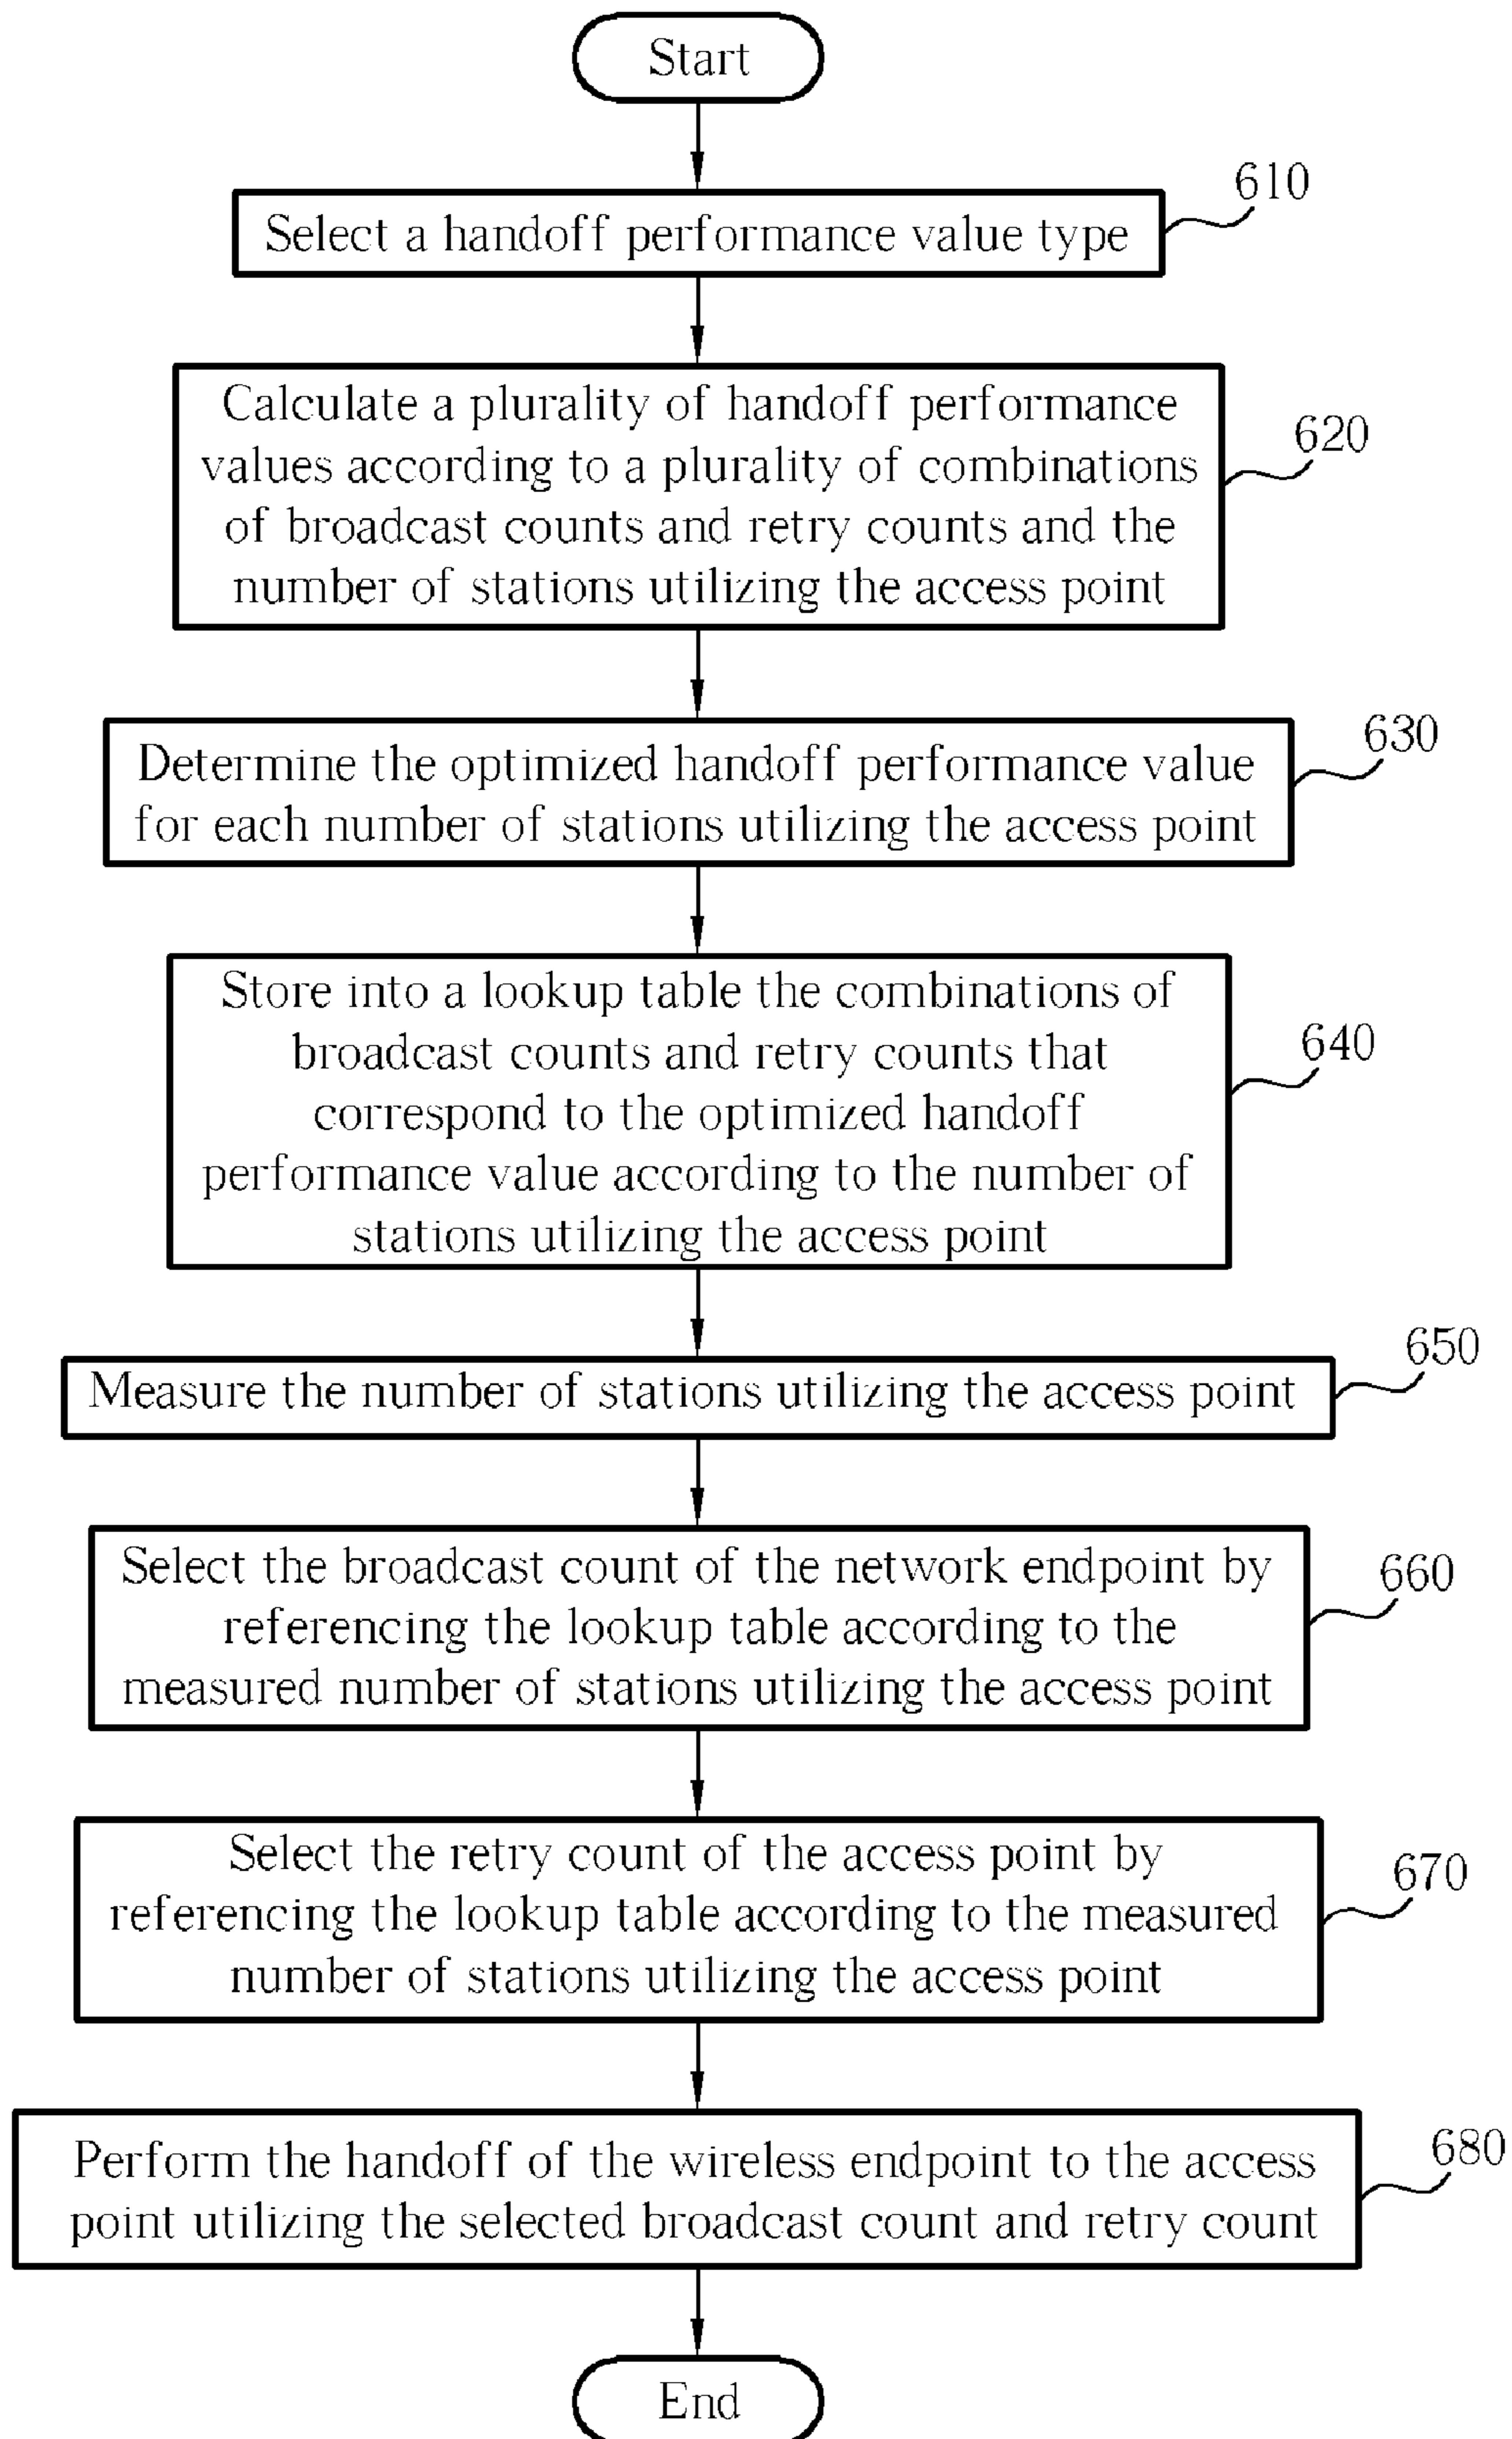 Start
610
Select a handoff performance value type
Calculate a plurality of handoff performance
values according to a plurality of combinations
of broadcast counts and retry counts and the
number of stations utilizing the access point
620
Determine the optimized handoff performance value
for each number of stations utilizing the access point
630
Store into a lookup table the combinations of
broadcast counts and retry counts that
correspond to the optimized handoff
performance value according to the number of
stations utilizing the access point
640
Measure the number of stations utilizing the access point
650
Select the broadcast count of the network endpoint by
referencing the lookup table according to the
measured number of stations utilizing the access point
660
Select the retry count of the access point by
referencing the lookup table according to the measured
number of stations utilizing the access point
670
Perform the handoff of the wireless endpoint to the access
point utilizing the selected broadcast count and retry count
680
End